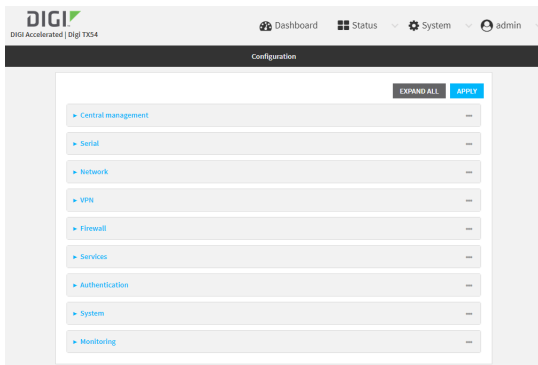 DIGI
DIGI Accelerated | Digi TX54
Dashboard Status System admin
Configuration
EXPAND ALL APPLY
Central management
Serial
Network
VPN
Firewall
Services
Authentication
System
Monitoring